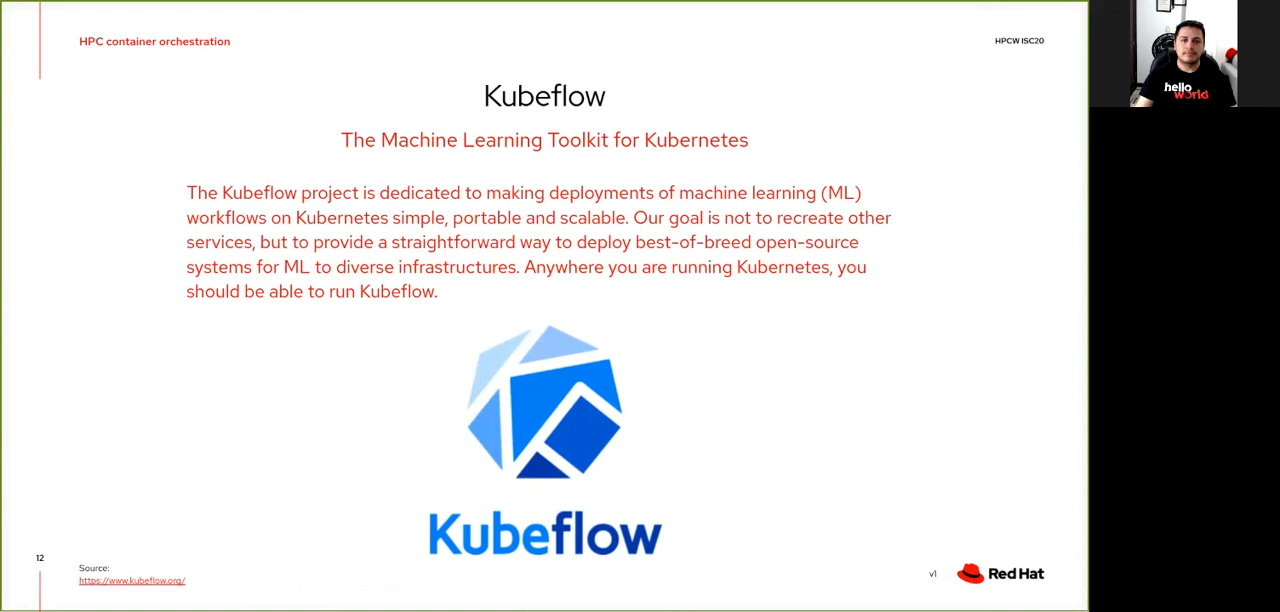 HPC container orchestration
HPCW ISC20
Kubeflow
The Machine Learning Toolkit for Kubernetes
The Kubeflow project is dedicated to making deployments of machine learning (ML)
workflows on Kubernetes simple, portable and scalable. Our goal is not to recreate other
services, but to provide a straightforward way to deploy best-of-breed open-source
systems for ML to diverse infrastructures. Anywhere you are running Kubernetes, you
should be able to run Kubeflow.
Kubeflow
12
Source:
https://www.kubeflow.org/
v1
Red Hat
hello
world